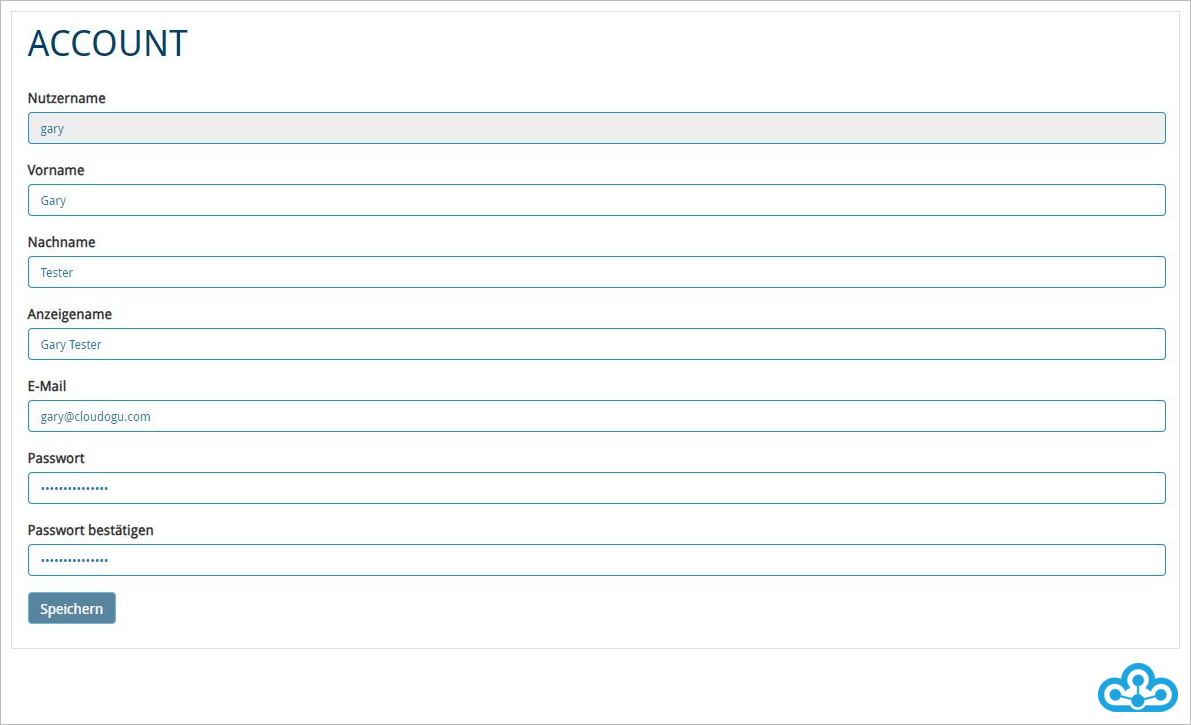 ACCOUNT
Nutzername
gary
Vorname
Gary
Nachname
Tester
Anzeigename
Gary Tester
E-Mail
gary@cloudogu.com
Passwort
•••••••••••••••
Passwort bestätigen
•••••••••••••••
Speichern